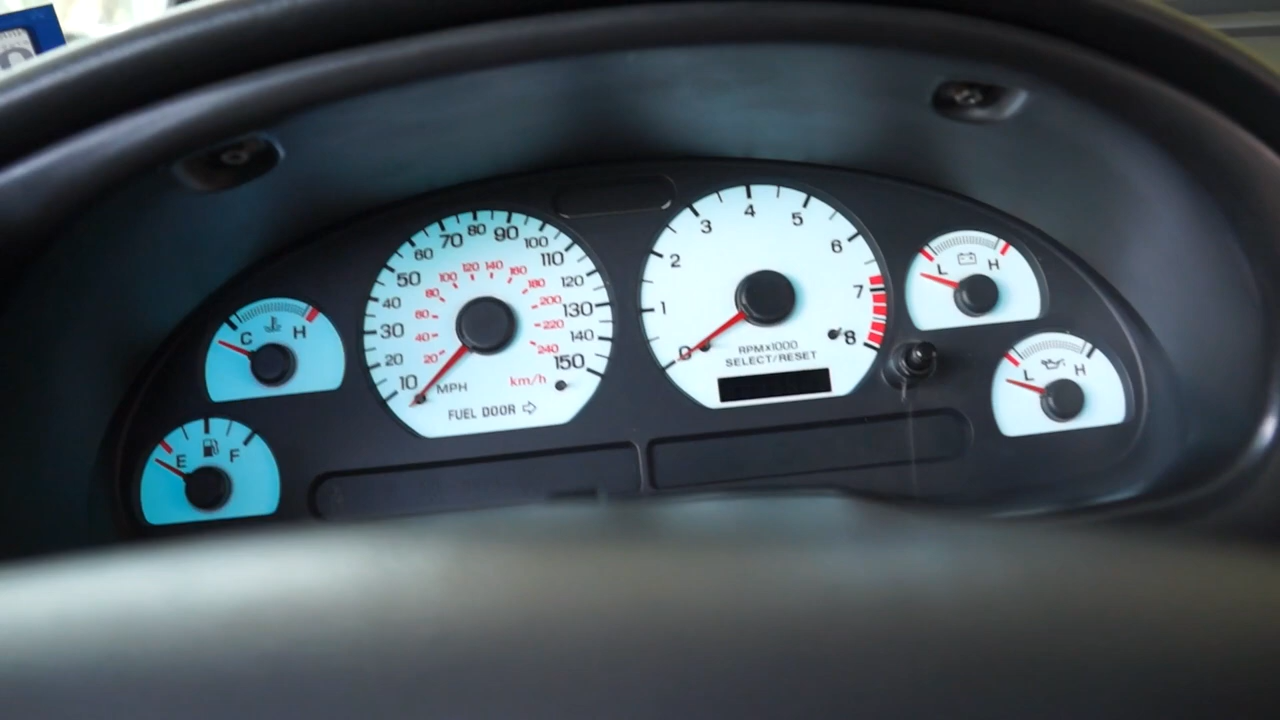 C H
E F
10 20 30 40 50 60 70 80 90 100 110 120 130 140 150
20 40 60 80 100 120 140 160 180 200 220 240
MPH km/h
FUEL DOOR
0 1 2 3 4 5 6 7 8
RPMX1000
SELECT/RESET
L H
L H